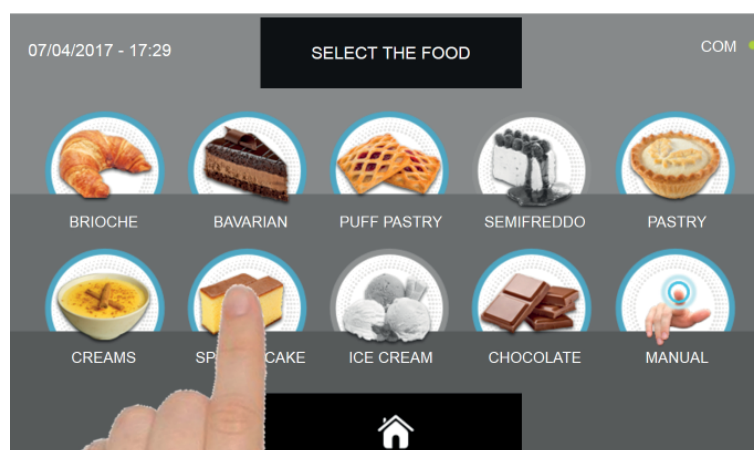 07/04/2017 - 17:29
SELECT THE FOOD
COM
BRIOCHE
BAVARIAN
PUFF PASTRY
SEMIFREDDO
PASTRY
CREAMS
CAKE
ICE CREAM
CHOCOLATE
MANUAL